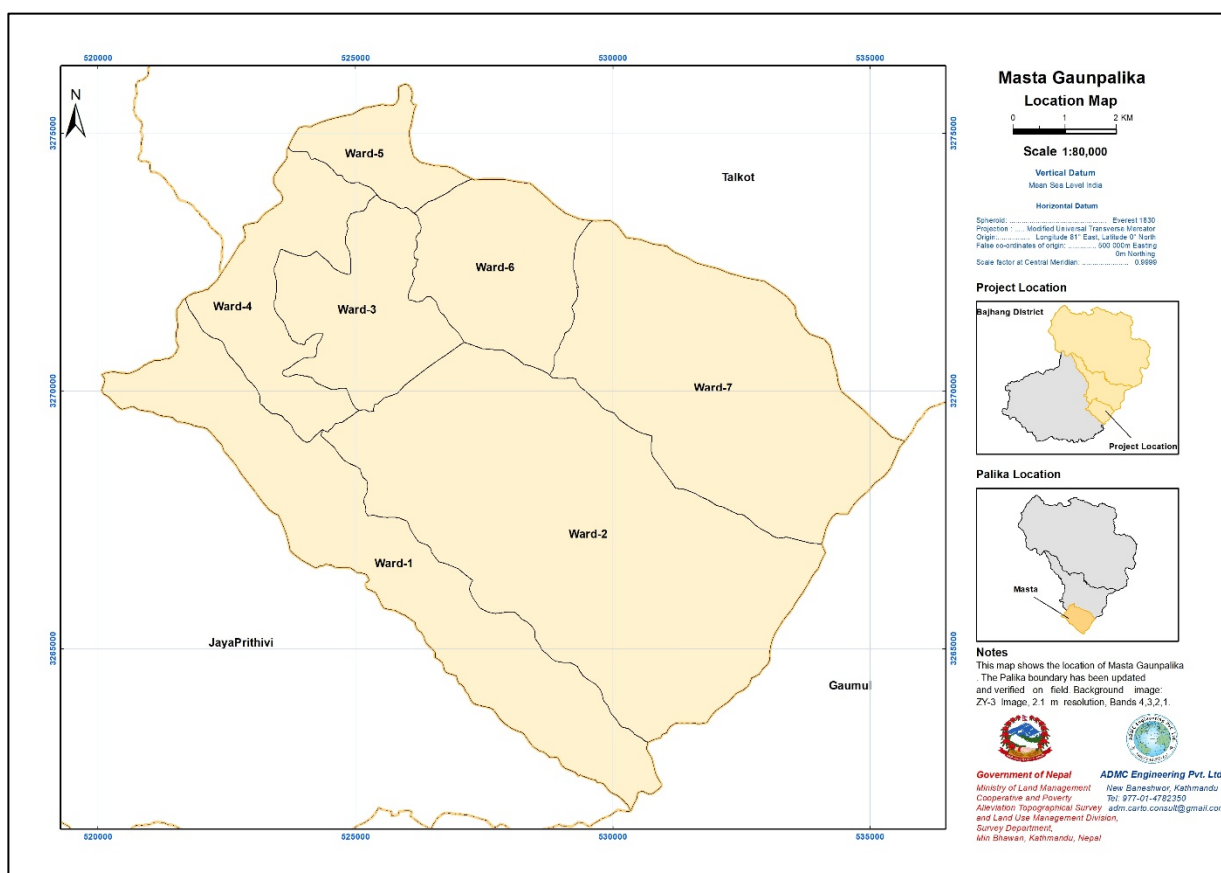 520000
525000
530000
535000
N
3275000
3275000
Ward-5
Talkot
Ward-6
Ward-4
Ward-3
3270000
3270000
Ward-7
Ward-2
Ward-1
JayaPrithivi
3265000
3265000
Gaumul
520000
525000
530000
535000
Masta Gaunpalika
Location Map
0 1 2 KM
Scale 1:80,000
Vertical Datum
Mean Sea Level India
Horizontal Datum
Spheroid: ........................................ Everest 1830
Projection : .... Modified Universal Transverse Mercator
Origin:............. Longitude 81° East, Latitude 0° North
False co-ordinates of origin: ............. 500 000m Easting
0m Northing
Scale factor at Central Meridian: ..................... 0.9999
Project Location
Bajhang District
Project Location
Palika Location
Masta
Notes
This map shows the location of Masta Gaunpalika
. The Palika boundary has been updated
and verified on field. Background image:
ZY-3 Image, 2.1 m resolution, Bands 4,3,2,1.
Government of Nepal
Ministry of Land Management
Cooperative and Poverty
Alleviation Topographical Survey
and Land Use Management Division,
Survey Department,
Min Bhawan, Kathmandu, Nepal
ADMC Engineering Pvt. Ltd
New Baneshwor, Kathmandu
Tel: 977-01-4782350
adm.carto.consult@gmail.com